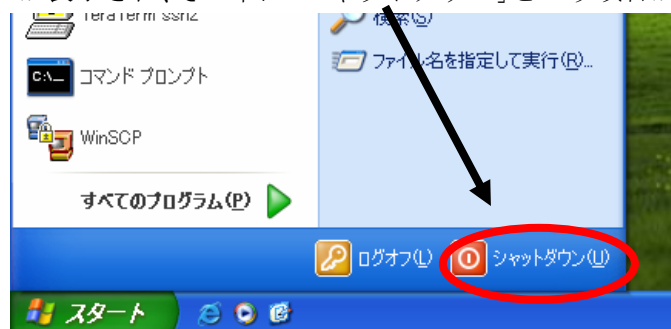 TeraTerm ssh2
検索(S)
ファイル名を指定して実行(R)...
C:\_
コマンド プロンプト
WinSCP
すべてのプログラム(P)
ログオフ(L)
シャットダウン(U)
スタート